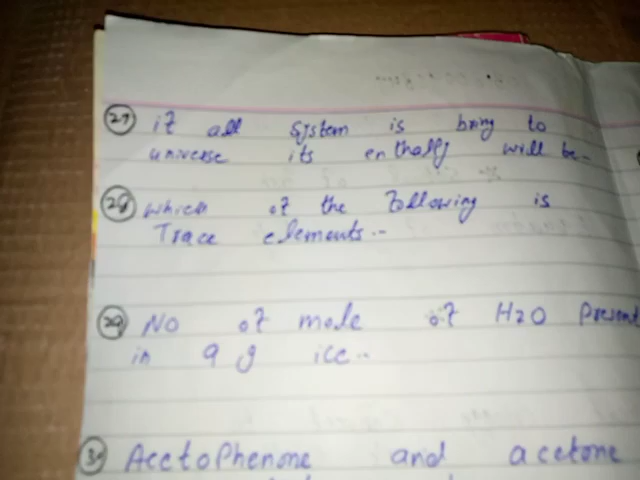 27 if all system is bring to
universe its enthalfy will be-
28 which of the following is
Trace elements..
29 No of mole of H2O present
in 9 g ice..
30 Acetophenone and acetone